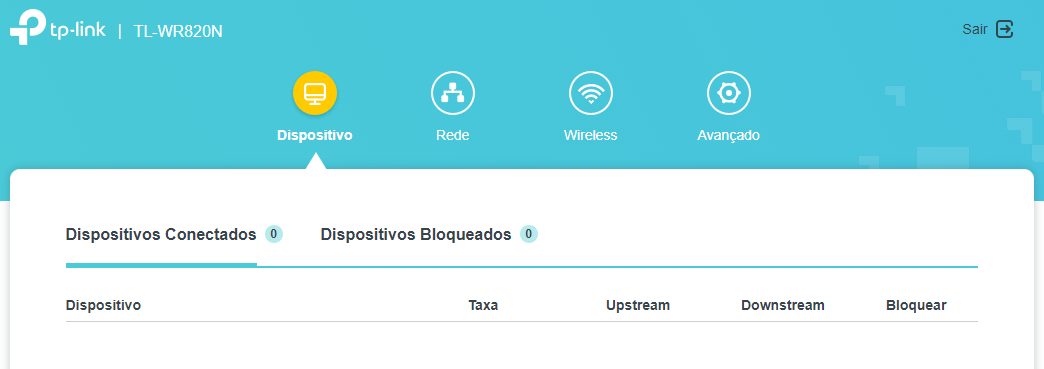 tp-link | TL-WR820N
Sair
Dispositivo Rede Wireless Avançado
Dispositivos Conectados 0 Dispositivos Bloqueados 0
Dispositivo Taxa Upstream Downstream Bloquear